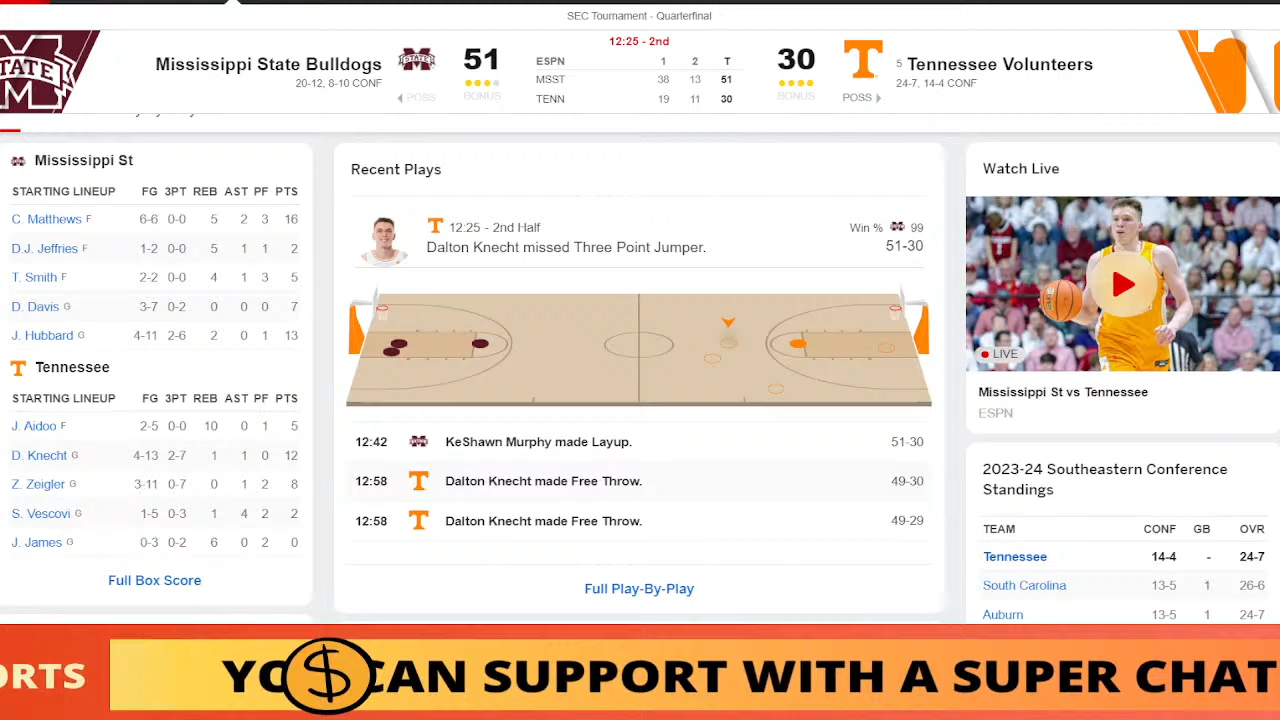 SEC Tournament - Quarterfinal
Mississippi State Bulldogs
20-12, 8-10 CONF
STATE
M
51
BONUS
POSS
12:25 - 2nd
ESPN 1 2 T
MSST 38 13 51
TENN 19 11 30
30
BONUS
T
POSS
5 Tennessee Volunteers
24-7, 14-4 CONF
Mississippi St
STARTING LINEUP FG 3PT REB AST PF PTS
C. Matthews F 6-6 0-0 5 2 3 16
D.J. Jeffries F 1-2 0-0 5 1 1 2
T. Smith F 2-2 0-0 4 1 3 5
D. Davis G 3-7 0-2 0 0 0 7
J. Hubbard G 4-11 2-6 2 0 1 13
Tennessee
STARTING LINEUP FG 3PT REB AST PF PTS
J. Aidoo F 2-5 0-0 10 0 1 5
D. Knecht G 4-13 2-7 1 1 0 12
Z. Zeigler G 3-11 0-7 0 1 2 8
S. Vescovi G 1-5 0-3 1 4 2 2
J. James G 0-3 0-2 6 0 2 0
Full Box Score
Recent Plays
12:25 - 2nd Half
Dalton Knecht missed Three Point Jumper.
Win % 99
51-30
12:42 KeShawn Murphy made Layup. 51-30
12:58 Dalton Knecht made Free Throw. 49-30
12:58 Dalton Knecht made Free Throw. 49-29
Full Play-By-Play
Watch Live
LIVE
Mississippi St vs Tennessee
ESPN
2023-24 Southeastern Conference
Standings
TEAM CONF GB OVR
Tennessee 14-4 - 24-7
South Carolina 13-5 1 26-6
Auburn 13-5 1 24-7
ORTS
YO $ CAN SUPPORT WITH A SUPER CHAT